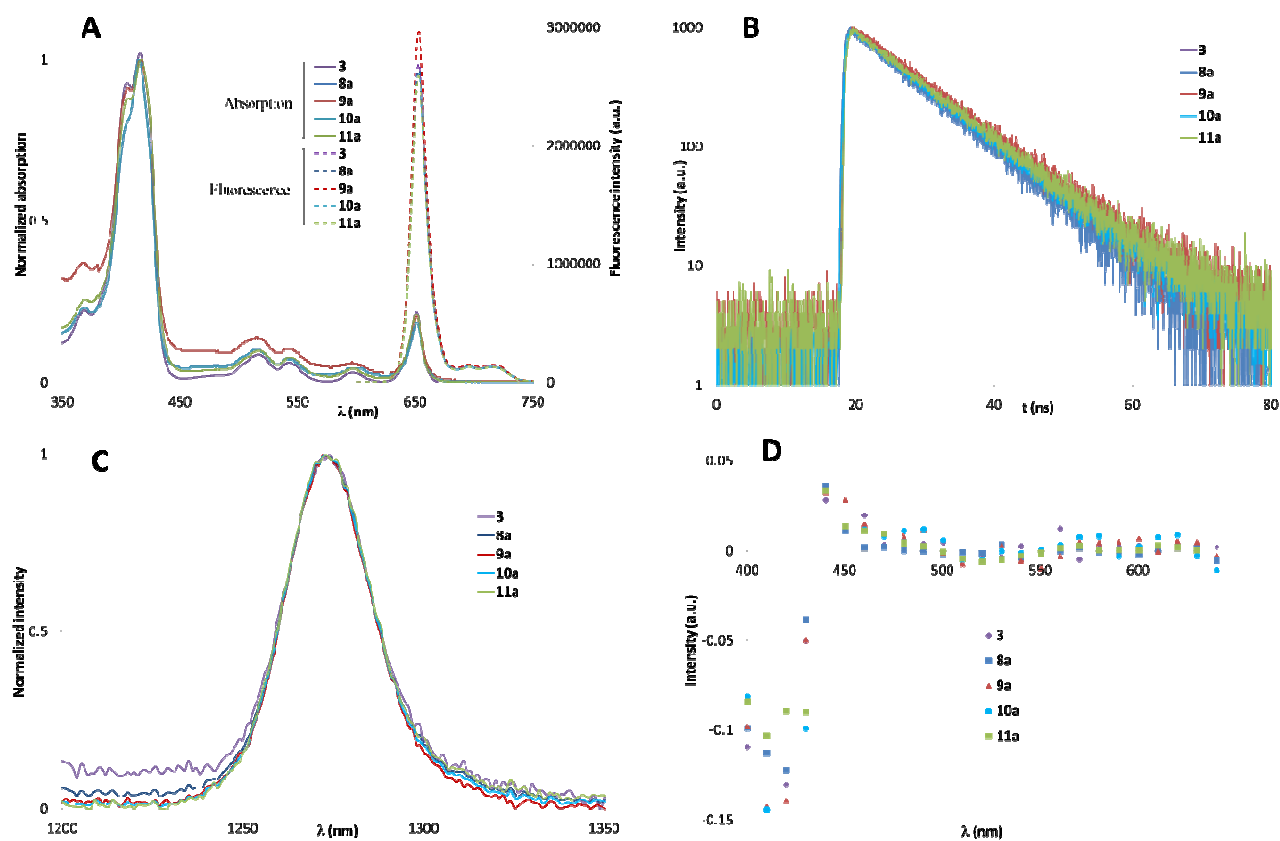 A
3000000
1
3
8a
9a
Absorption
10a
11a
3
8a
Fluorescence
9a
10a
11a
2000000
1000000
0
0.5
0
Normalized absorption
Fluorescence intensity (a.u.)
350
450
550
650
750
λ (nm)
B
1000
100
10
1
Intensity (a.u.)
3
8a
9a
10a
11a
0
20
40
60
80
t (ns)
C
1
0.5
0
Normalized intensity
3
8a
9a
10a
11a
1200
1250
1300
1350
λ (nm)
D
0.05
0
-0.05
-0.1
-0.15
Intensity (a.u.)
400
450
500
550
600
3
8a
9a
10a
11a
λ (nm)